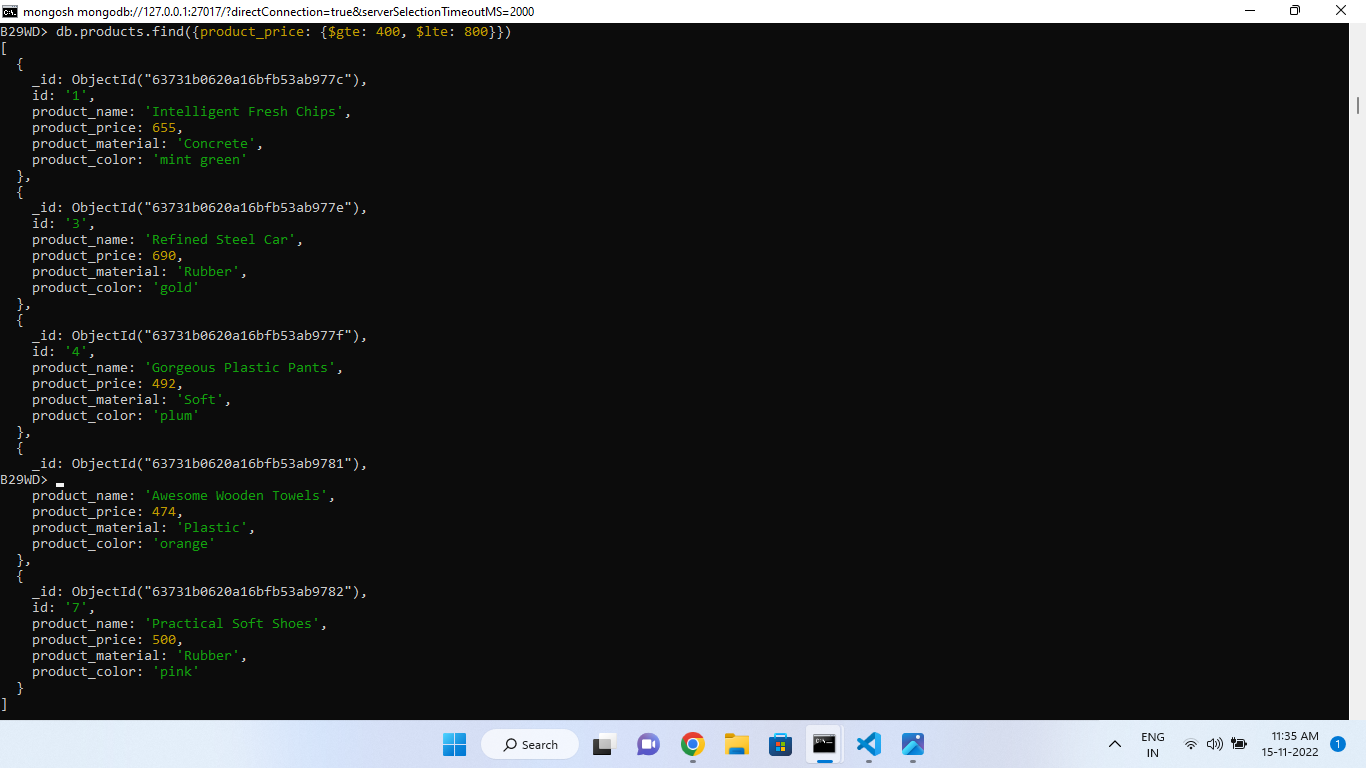 mongosh mongodb://127.0.0.1:27017/?directConnection=true&serverSelectionTimeoutMS=2000
B29WD> db.products.find({product_price: {$gte: 400, $lte: 800}})
[
  {
    _id: ObjectId("63731b0620a16bfb53ab977c"),
    id: '1',
    product_name: 'Intelligent Fresh Chips',
    product_price: 655,
    product_material: 'Concrete',
    product_color: 'mint green'
  },
  {
    _id: ObjectId("63731b0620a16bfb53ab977e"),
    id: '3',
    product_name: 'Refined Steel Car',
    product_price: 690,
    product_material: 'Rubber',
    product_color: 'gold'
  },
  {
    _id: ObjectId("63731b0620a16bfb53ab977f"),
    id: '4',
    product_name: 'Gorgeous Plastic Pants',
    product_price: 492,
    product_material: 'Soft',
    product_color: 'plum'
  },
  {
    _id: ObjectId("63731b0620a16bfb53ab9781"),
B29WD>
    product_name: 'Awesome Wooden Towels',
    product_price: 474,
    product_material: 'Plastic',
    product_color: 'orange'
  },
  {
    _id: ObjectId("63731b0620a16bfb53ab9782"),
    id: '7',
    product_name: 'Practical Soft Shoes',
    product_price: 500,
    product_material: 'Rubber',
    product_color: 'pink'
  }
]
Search
ENG
IN
11:35 AM
15-11-2022
1